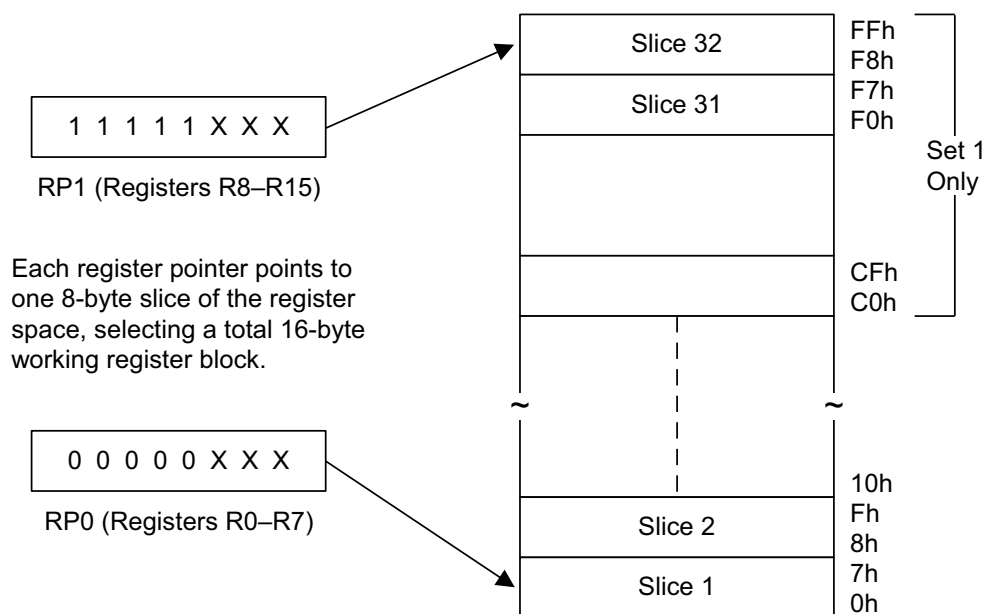 Slice 32
FFh
F8h
Slice 31
F7h
F0h
1 1 1 1 1 X X X
RP1 (Registers R8–R15)
Set 1
Only
Each register pointer points to
one 8-byte slice of the register
space, selecting a total 16-byte
working register block.
CFh
C0h
~ ~
0 0 0 0 0 X X X
RP0 (Registers R0–R7)
10h
Slice 2
Fh
8h
Slice 1
7h
0h